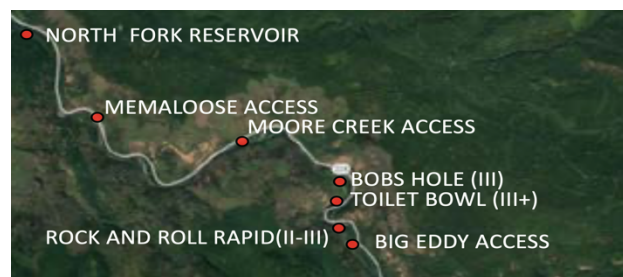 NORTH FORK RESERVOIR
MEMALOOSE ACCESS
MOORE CREEK ACCESS
BOBS HOLE (III)
TOILET BOWL (III+)
ROCK AND ROLL RAPID(II-III)
BIG EDDY ACCESS